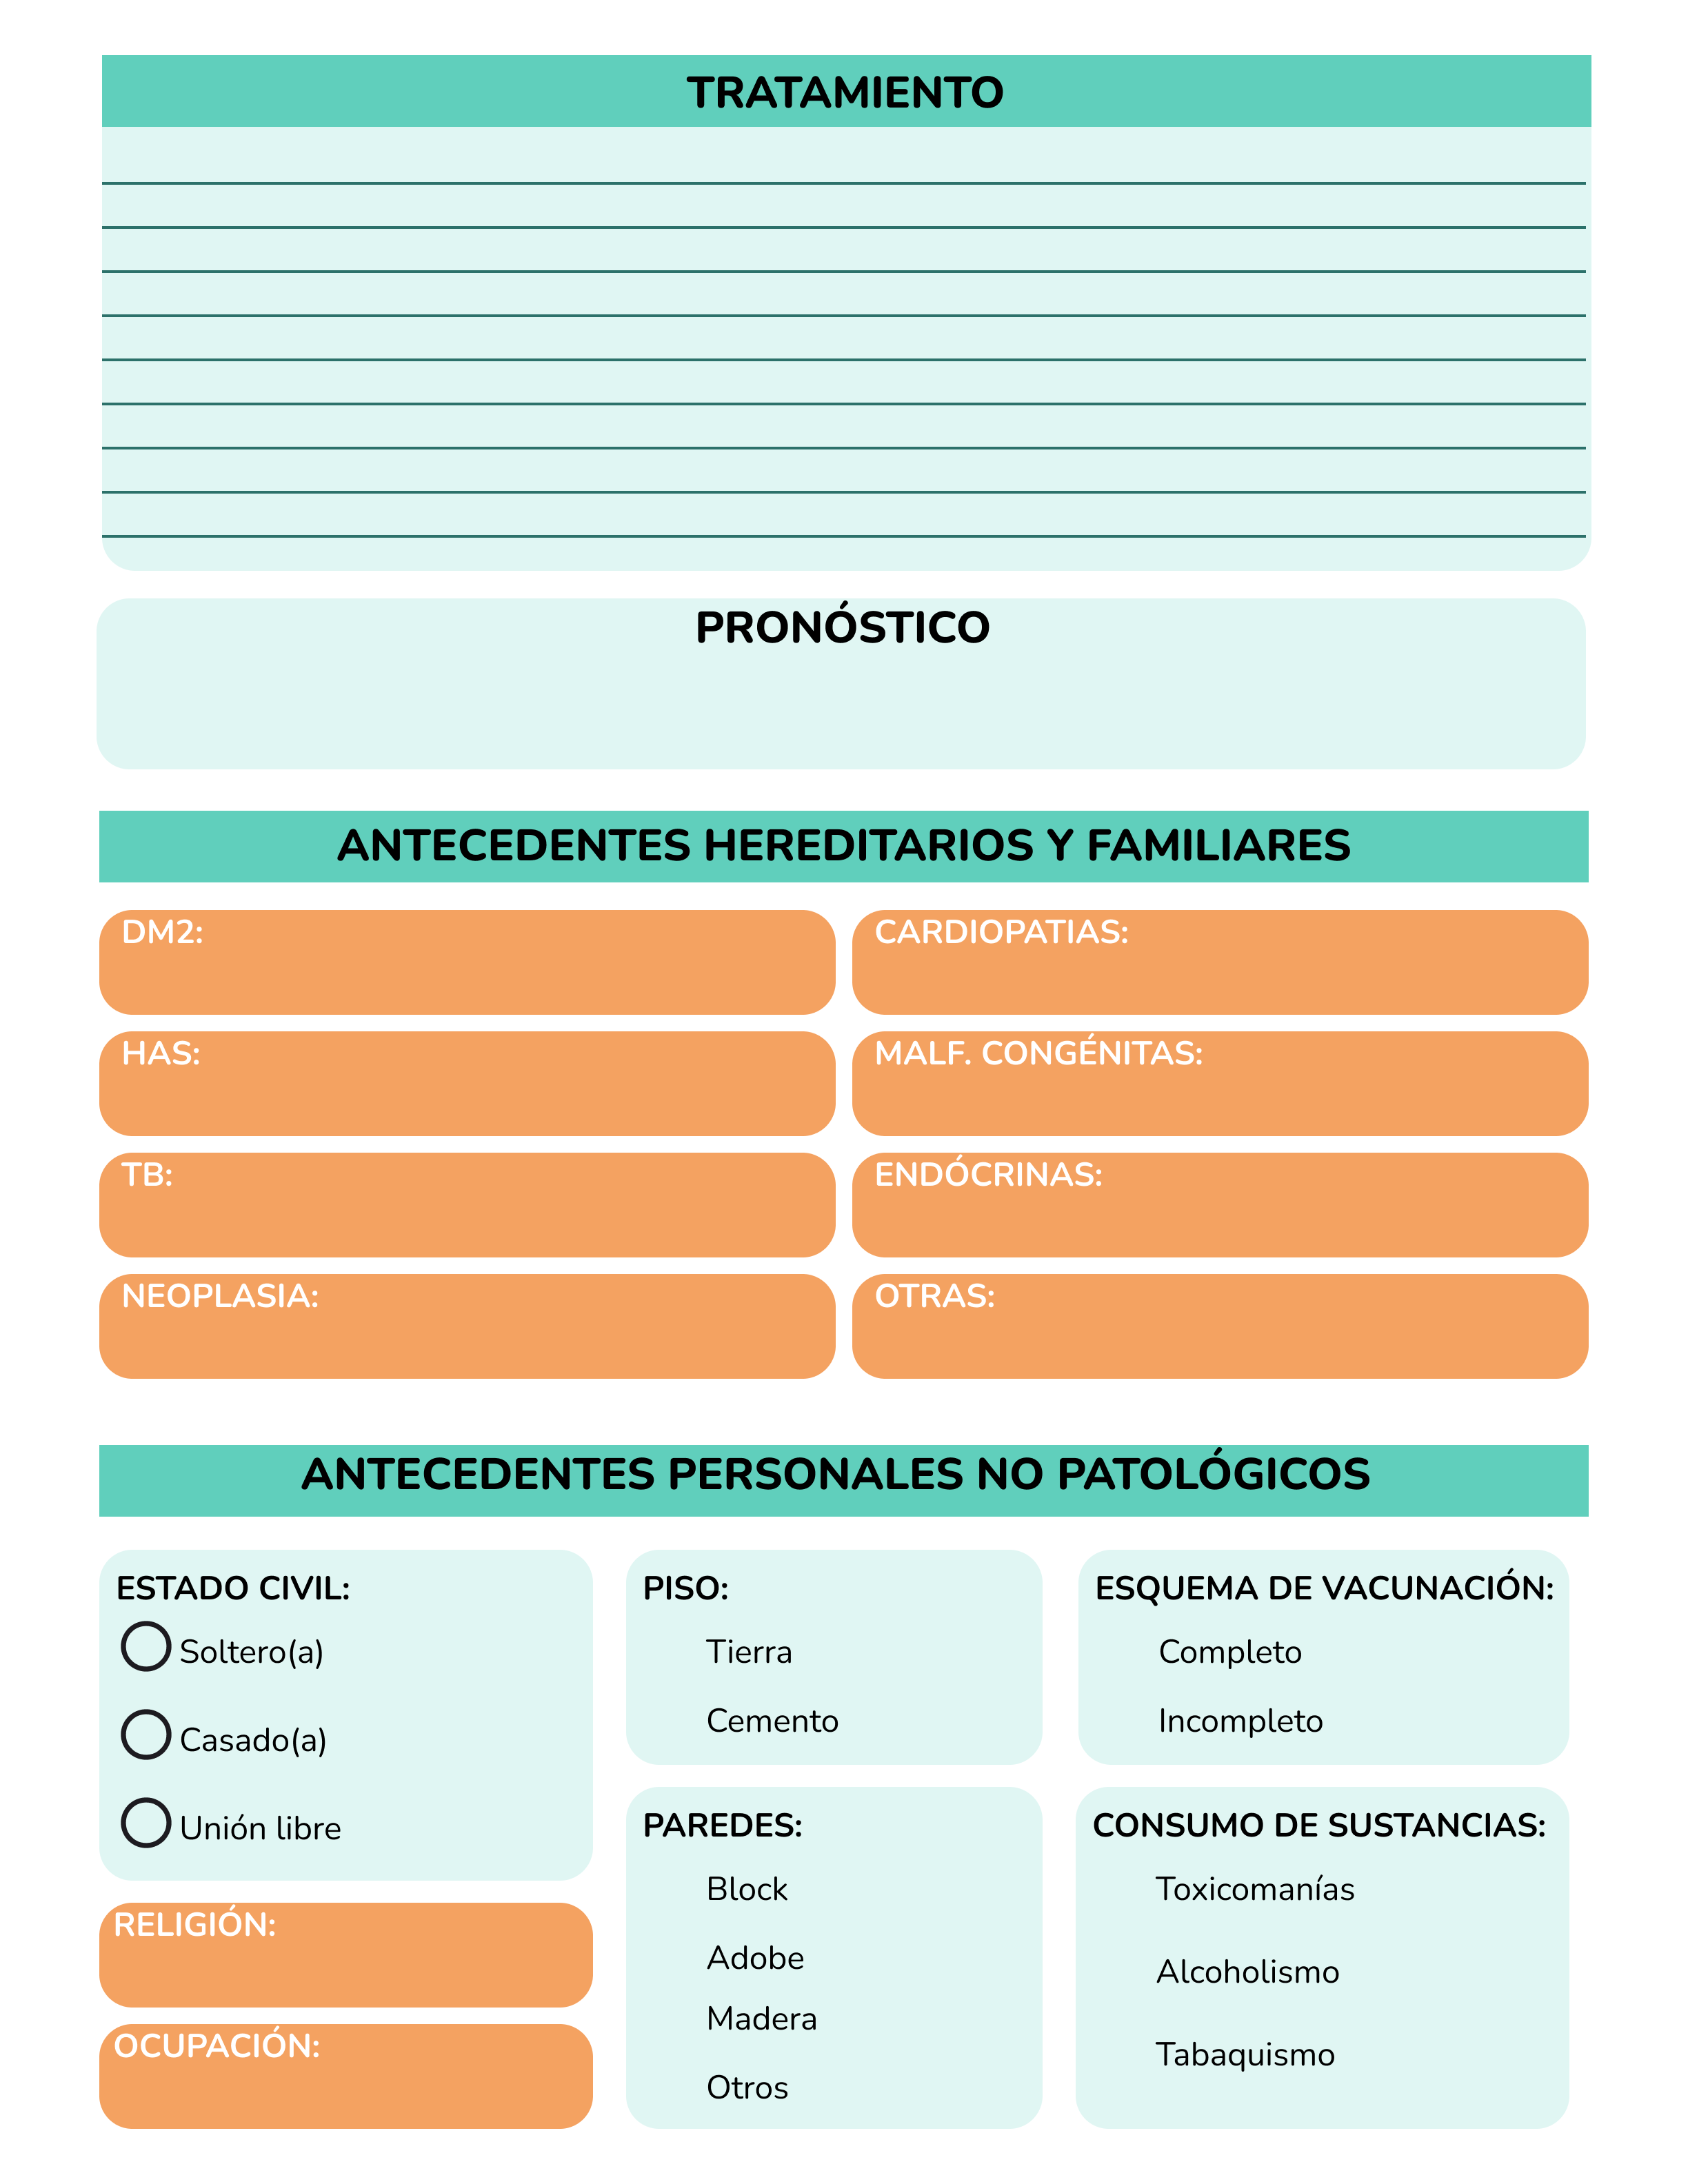 TRATAMIENTO
PRONÓSTICO
ANTECEDENTES HEREDITARIOS Y FAMILIARES
DM2:
CARDIOPATIAS:
HAS:
MALF. CONGÉNITAS:
TB:
ENDÓCRINAS:
NEOPLASIA:
OTRAS:
ANTECEDENTES PERSONALES NO PATOLÓGICOS
ESTADO CIVIL:
Soltero(a)
Casado(a)
Unión libre
RELIGIÓN:
OCUPACIÓN:
PISO:
Tierra
Cemento
PAREDES:
Block
Adobe
Madera
Otros
ESQUEMA DE VACUNACIÓN:
Completo
Incompleto
CONSUMO DE SUSTANCIAS:
Toxicomanías
Alcoholismo
Tabaquismo